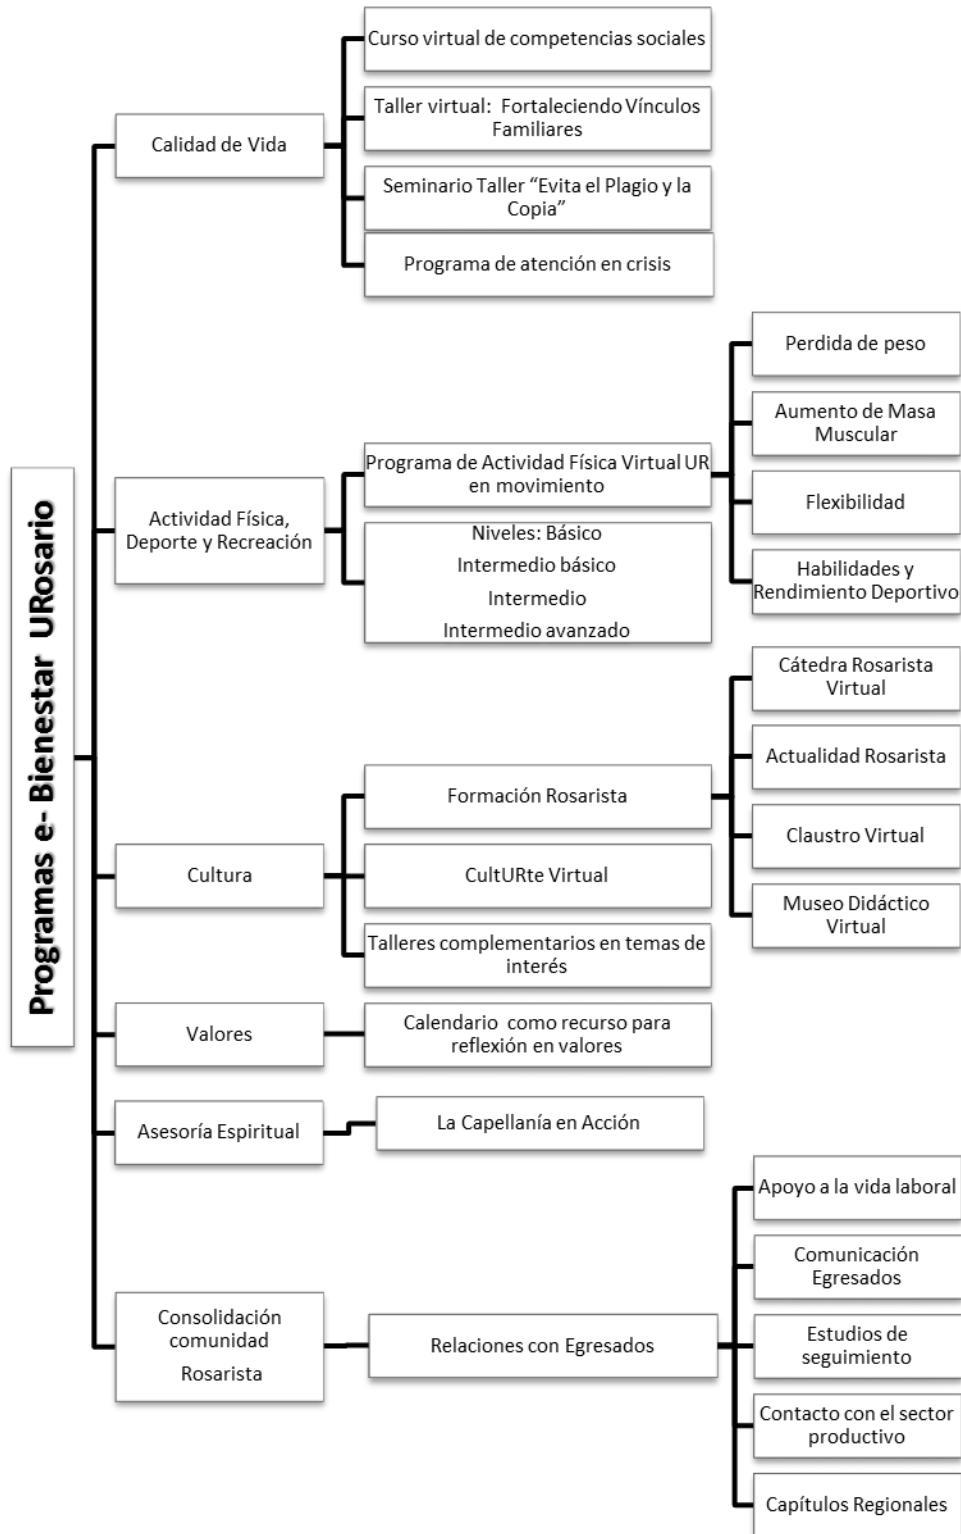 Programas e- Bienestar URosario
Calidad de Vida
Curso virtual de competencias sociales
Taller virtual: Fortaleciendo Vínculos
Familiares
Seminario Taller “Evita el Plagio y la
Copia”
Programa de atención en crisis
Actividad Física,
Deporte y Recreación
Programa de Actividad Física Virtual UR
en movimiento
Perdida de peso
Aumento de Masa
Muscular
Flexibilidad
Habilidades y
Rendimiento Deportivo
Niveles: Básico
Intermedio básico
Intermedio
Intermedio avanzado
Cultura
Formación Rosarista
Cátedra Rosarista
Virtual
Actualidad Rosarista
Claustro Virtual
Museo Didáctico
Virtual
CultURte Virtual
Talleres complementarios en temas de
interés
Valores
Calendario como recurso para
reflexión en valores
Asesoría Espiritual
La Capellanía en Acción
Consolidación
comunidad
Rosarista
Relaciones con Egresados
Apoyo a la vida laboral
Comunicación
Egresados
Estudios de
seguimiento
Contacto con el sector
productivo
Capítulos Regionales